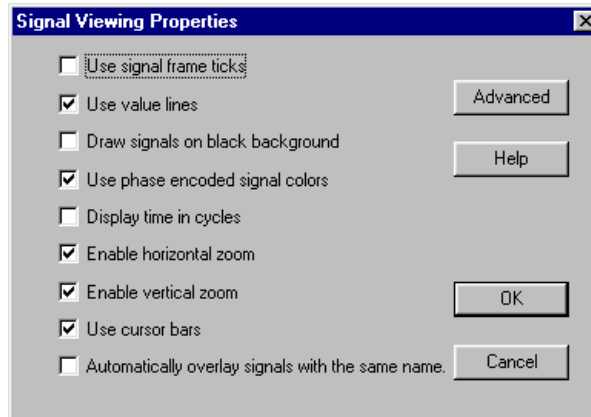 Signal Viewing Properties
Use signal frame ticks
Use value lines
Draw signals on black background
Use phase encoded signal colors
Display time in cycles
Enable horizontal zoom
Enable vertical zoom
Use cursor bars
Automatically overlay signals with the same name.
Advanced
Help
OK
Cancel